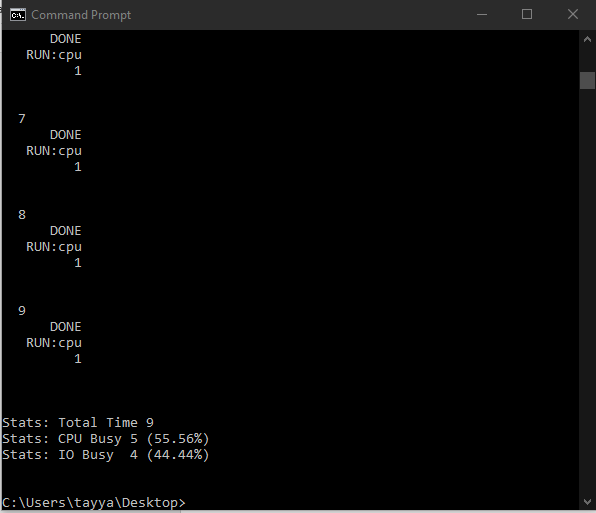 Command Prompt
DONE
RUN:cpu
1
7
DONE
RUN:cpu
1
8
DONE
RUN:cpu
1
9
DONE
RUN:cpu
1
Stats: Total Time 9
Stats: CPU Busy 5 (55.56%)
Stats: IO Busy  4 (44.44%)
C:\Users\tayya\Desktop>